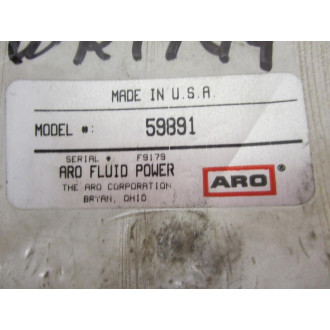 MADE IN U.S.A.
MODEL #: 59891
SERIAL # F9179
ARO FLUID POWER
THE ARO CORPORATION
BRYAN, OHIO
ARO ®